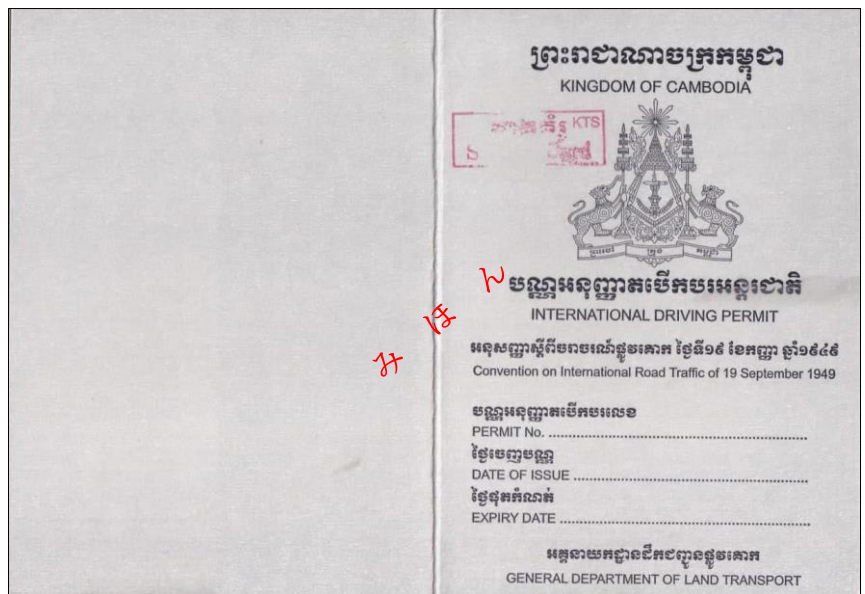 ព្រះរាជាណាចក្រកម្ពុជា
KINGDOM OF CAMBODIA
KTS
បណ្ណអនុញ្ញាតបើកបរអន្តរជាតិ
INTERNATIONAL DRIVING PERMIT
みほん
អនុសញ្ញាស្តីពីចរាចរណ៍ផ្លូវគោក ថ្ងៃទី១៩ ខែកញ្ញា ឆ្នាំ១៩៤៩
Convention on International Road Traffic of 19 September 1949
បណ្ណអនុញ្ញាតបើកបរលេខ
PERMIT No. ................................................................
ថ្ងៃចេញបណ្ណ
DATE OF ISSUE ..........................................................
ថ្ងៃផុតកំណត់
EXPIRY DATE ..............................................................
អគ្គនាយកដ្ឋានដឹកជញ្ជូនផ្លូវគោក
GENERAL DEPARTMENT OF LAND TRANSPORT